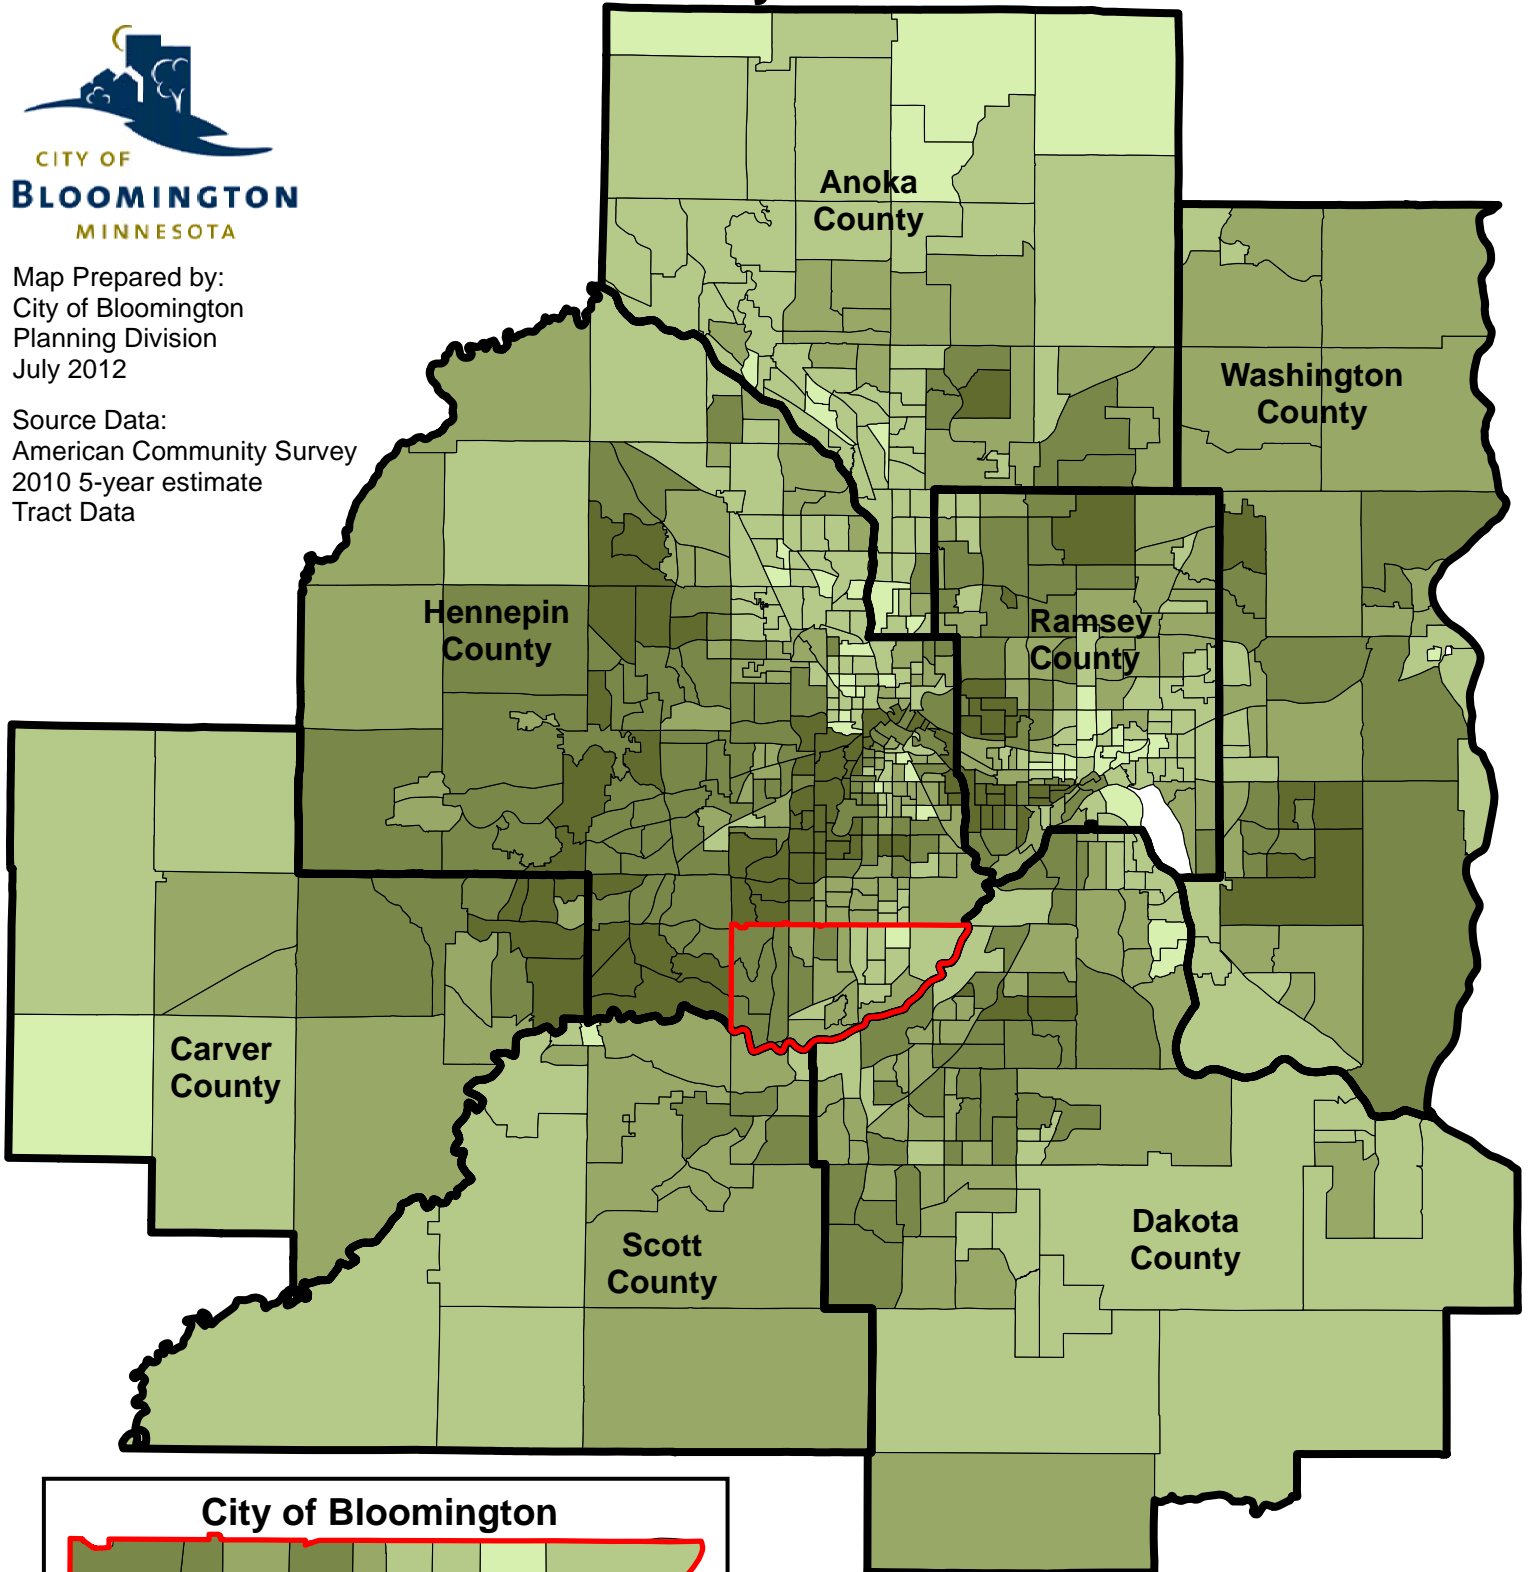 CITY OF
BLOOMINGTON
MINNESOTA
Map Prepared by:
City of Bloomington
Planning Division
July 2012
Source Data:
American Community Survey
2010 5-year estimate
Tract Data
Anoka
County
Washington
County
Hennepin
County
Ramsey
County
Carver
County
Scott
County
Dakota
County
City of Bloomington